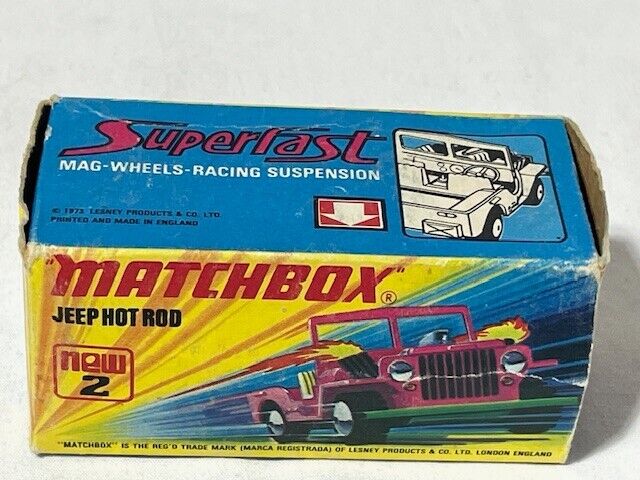 Superfast
MAG-WHEELS-RACING SUSPENSION
© 1973 LESNEY PRODUCTS & CO. LTD.
PRINTED AND MADE IN ENGLAND
"MATCHBOX"®
JEEP HOT ROD
new
2
"MATCHBOX" IS THE REG'D TRADE MARK (MARCA REGISTRADA) OF LESNEY PRODUCTS & CO. LTD. LONDON ENGLAND